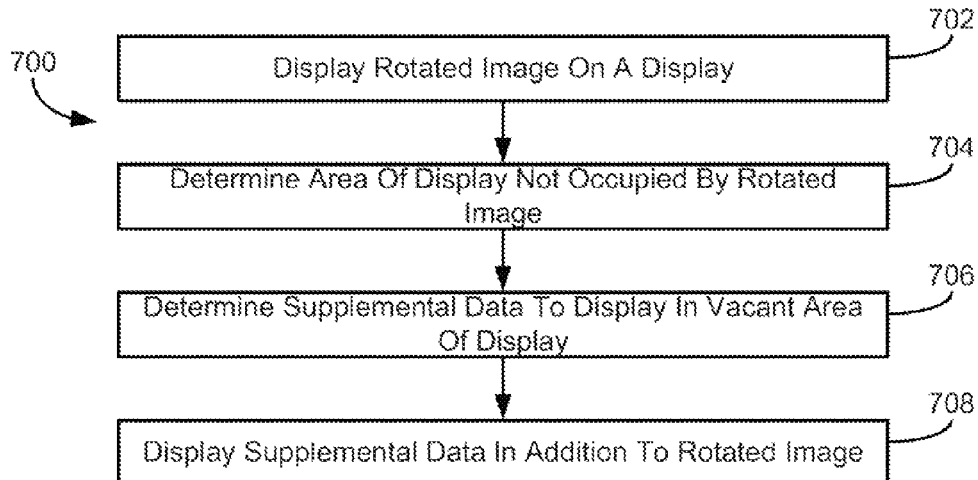 702
700
Display Rotated Image On A Display
704
Determine Area Of Display Not Occupied By Rotated
Image
706
Determine Supplemental Data To Display In Vacant Area
Of Display
708
Display Supplemental Data In Addition To Rotated Image